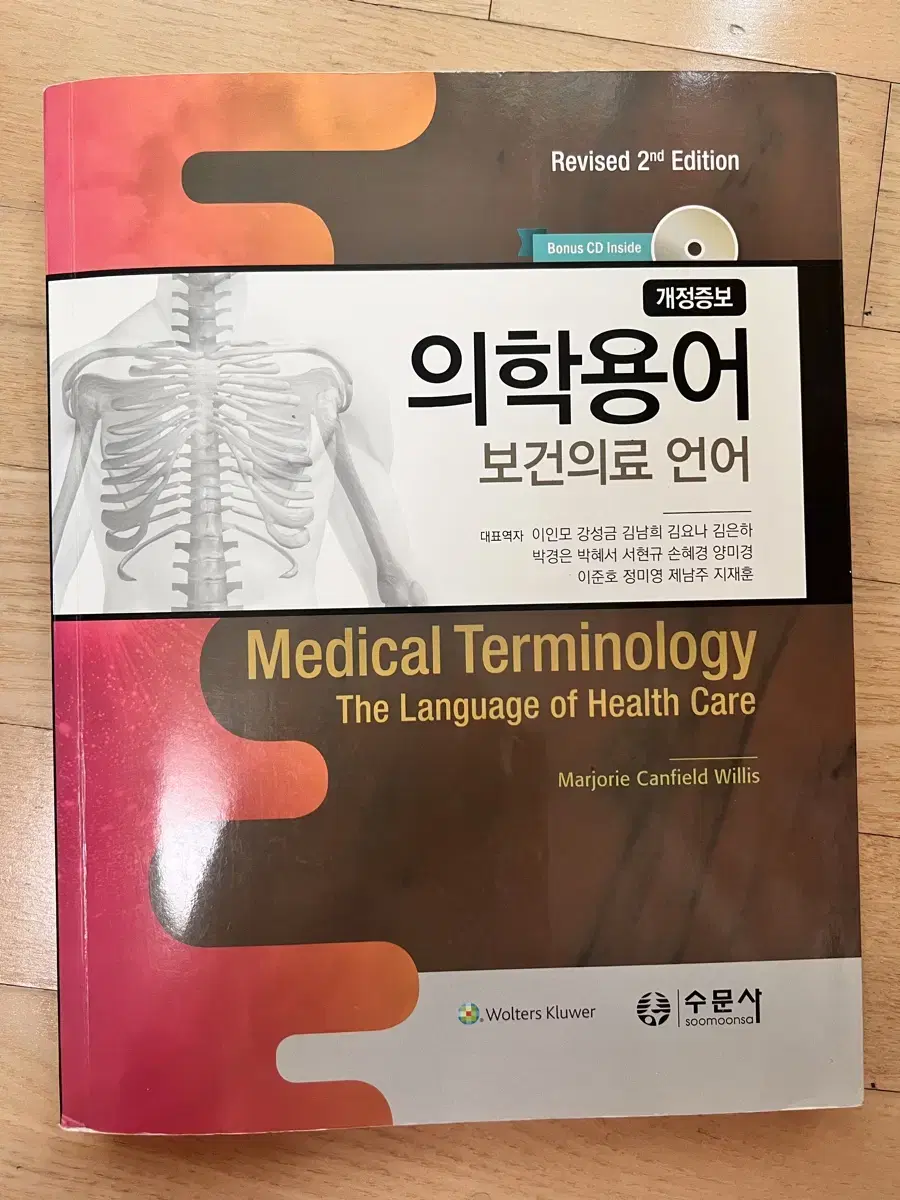 Revised 2nd Edition
Bonus CD Inside
개정증보
의학용어
보건의료 언어
대표역자 이인모 강성금 김남희 김요나 김은하
박경은 박혜서 서현규 손혜경 양미경
이준호 정미영 제남주 지재훈
Medical Terminology
The Language of Health Care
Marjorie Canfield Willis
Wolters Kluwer
수문사
soomoonsa